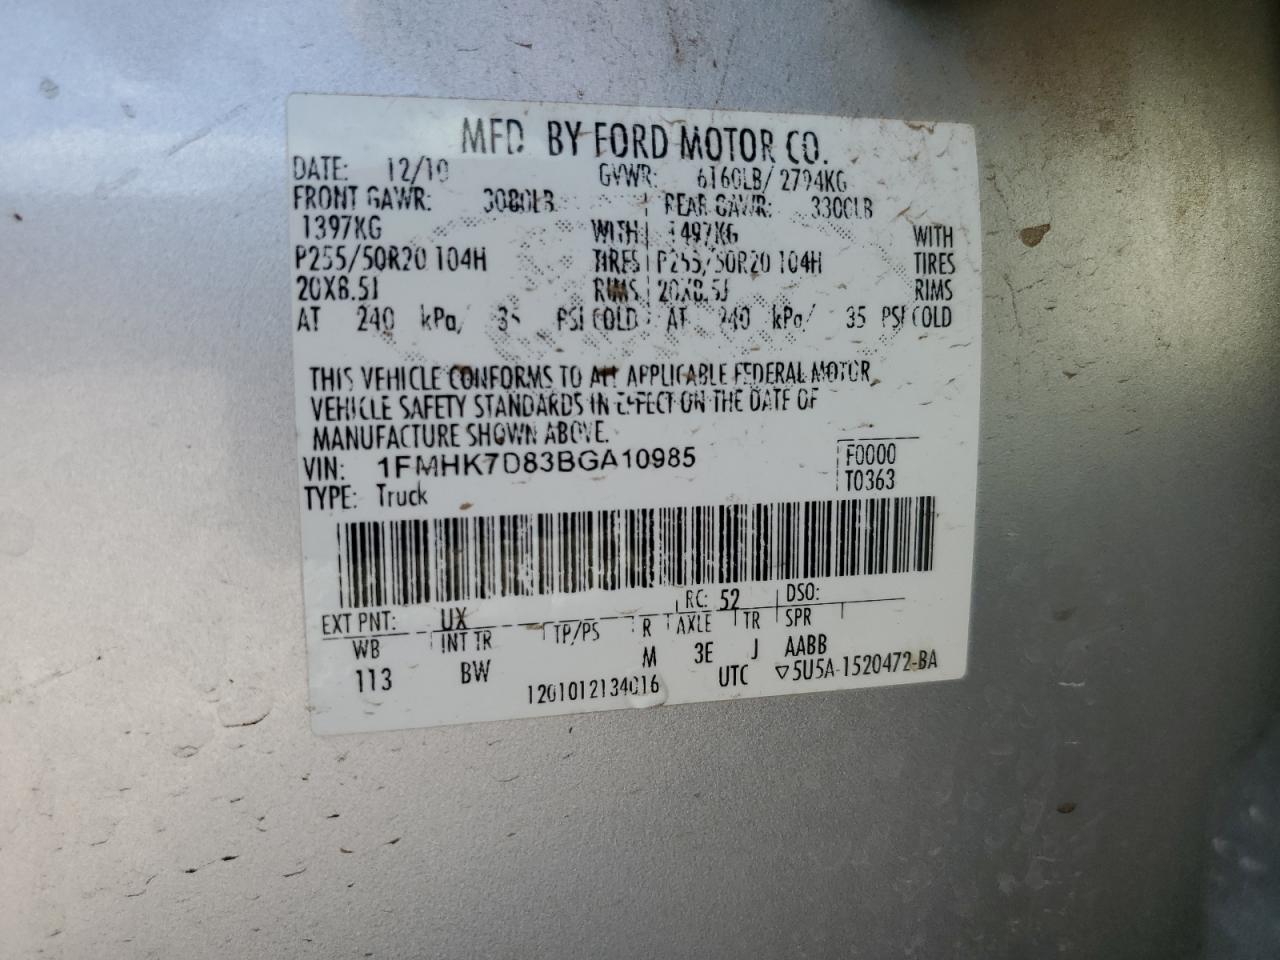 MFD BY FORD MOTOR CO.
DATE: 12/10 GVWR: 6160LB/ 2794KG
FRONT GAWR: 3080LB REAR GAWR: 3300LB
1397KG WITH 1497KG WITH
P255/50R20 104H TIRES P255/50R20 104H TIRES
20X8.5J RIMS 20X8.5J RIMS
AT 240 kPa/ 35 PSI COLD AT 240 kPa/ 35 PSI COLD
THIS VEHICLE CONFORMS TO ALL APPLICABLE FEDERAL MOTOR
VEHICLE SAFETY STANDARDS IN EFFECT ON THE DATE OF
MANUFACTURE SHOWN ABOVE.
VIN: 1FMHK7D83BGA10985 F0000
TYPE: Truck T0363
EXT PNT: UX RC: 52 DSO:
WB INT TR TP/PS R AXLE TR SPR
113 BW M 3E J AABB
1201012134016 UTC ▽5U5A-1520472-BA